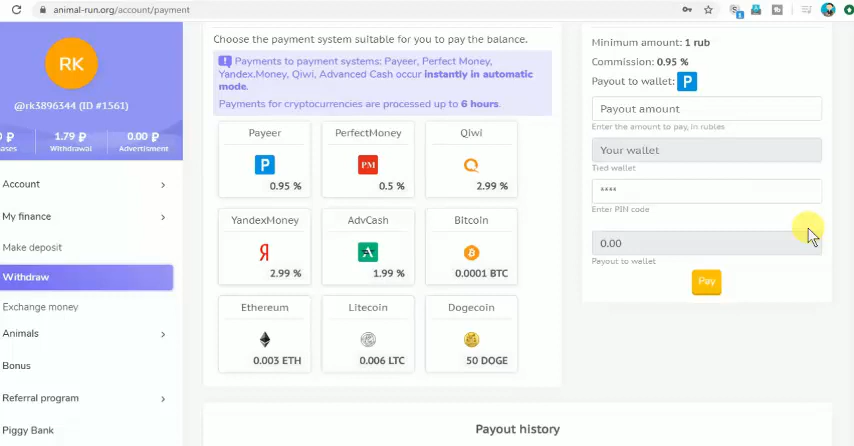 animal-run.org/account/payment
RK
@rk3896344 (ID #1561)
0 ₽ 1.79 ₽ 0.00 ₽
ases Withdrawal Advertisment
Account
My finance
Make deposit
Withdraw
Exchange money
Animals
Bonus
Referral program
Piggy Bank
Choose the payment system suitable for you to pay the balance.
Payments to payment systems: Payeer, Perfect Money,
Yandex.Money, Qiwi, Advanced Cash occur instantly in automatic
mode.
Payments for cryptocurrencies are processed up to 6 hours.
Payeer PerfectMoney Qiwi
P PM
0.95 % 0.5 % 2.99 %
YandexMoney AdvCash Bitcoin
Я A
2.99 % 1.99 % 0.0001 BTC
Ethereum Litecoin Dogecoin
0.003 ETH 0.006 LTC 50 DOGE
Payout history
Minimum amount: 1 rub
Commission: 0.95 %
Payout to wallet: P
Payout amount
Enter the amount to pay, in rubles
Your wallet
Tied wallet
****
Enter PIN code
0.00
Payout to wallet
Pay